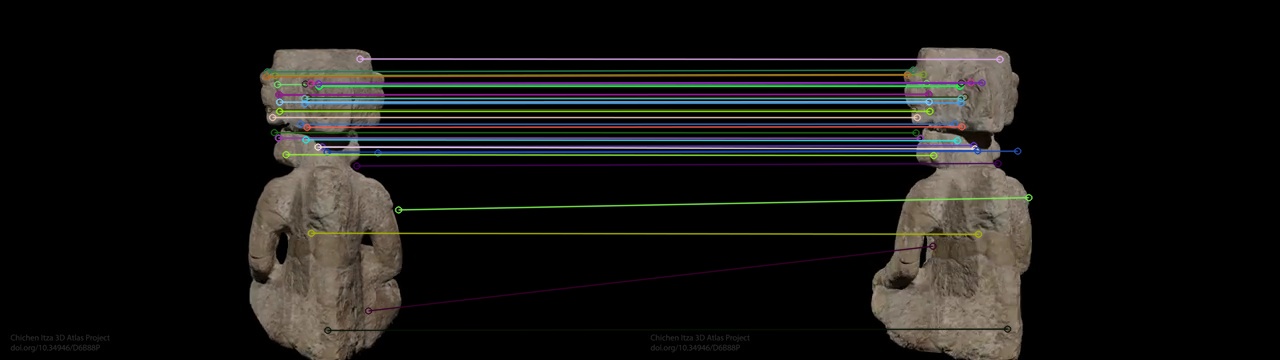 Chichen Itza 3D Atlas Project
doi.org/10.34946/D6B88P
Chichen Itza 3D Atlas Project
doi.org/10.34946/D6B88P